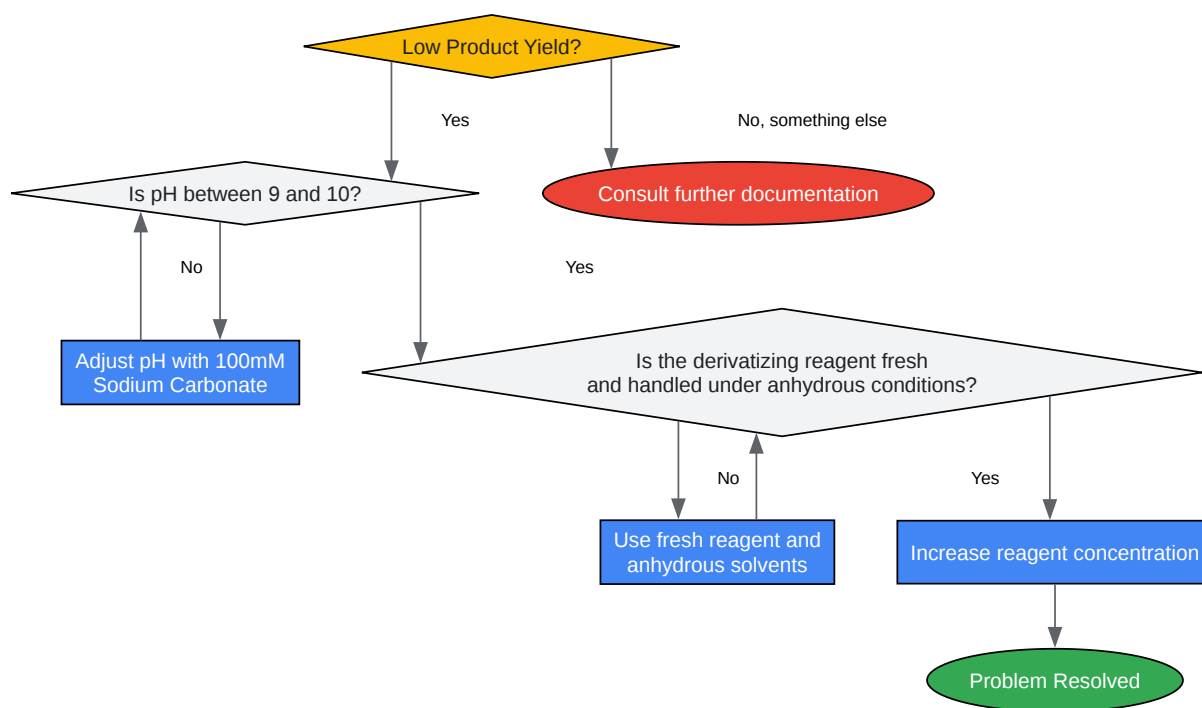 Low Product Yield?
Yes
No, something else
Is pH between 9 and 10?
Consult further documentation
No
Yes
Adjust pH with 100mM
Sodium Carbonate
Is the derivatizing reagent fresh
and handled under anhydrous conditions?
No
Yes
Use fresh reagent and
anhydrous solvents
Increase reagent concentration
Problem Resolved